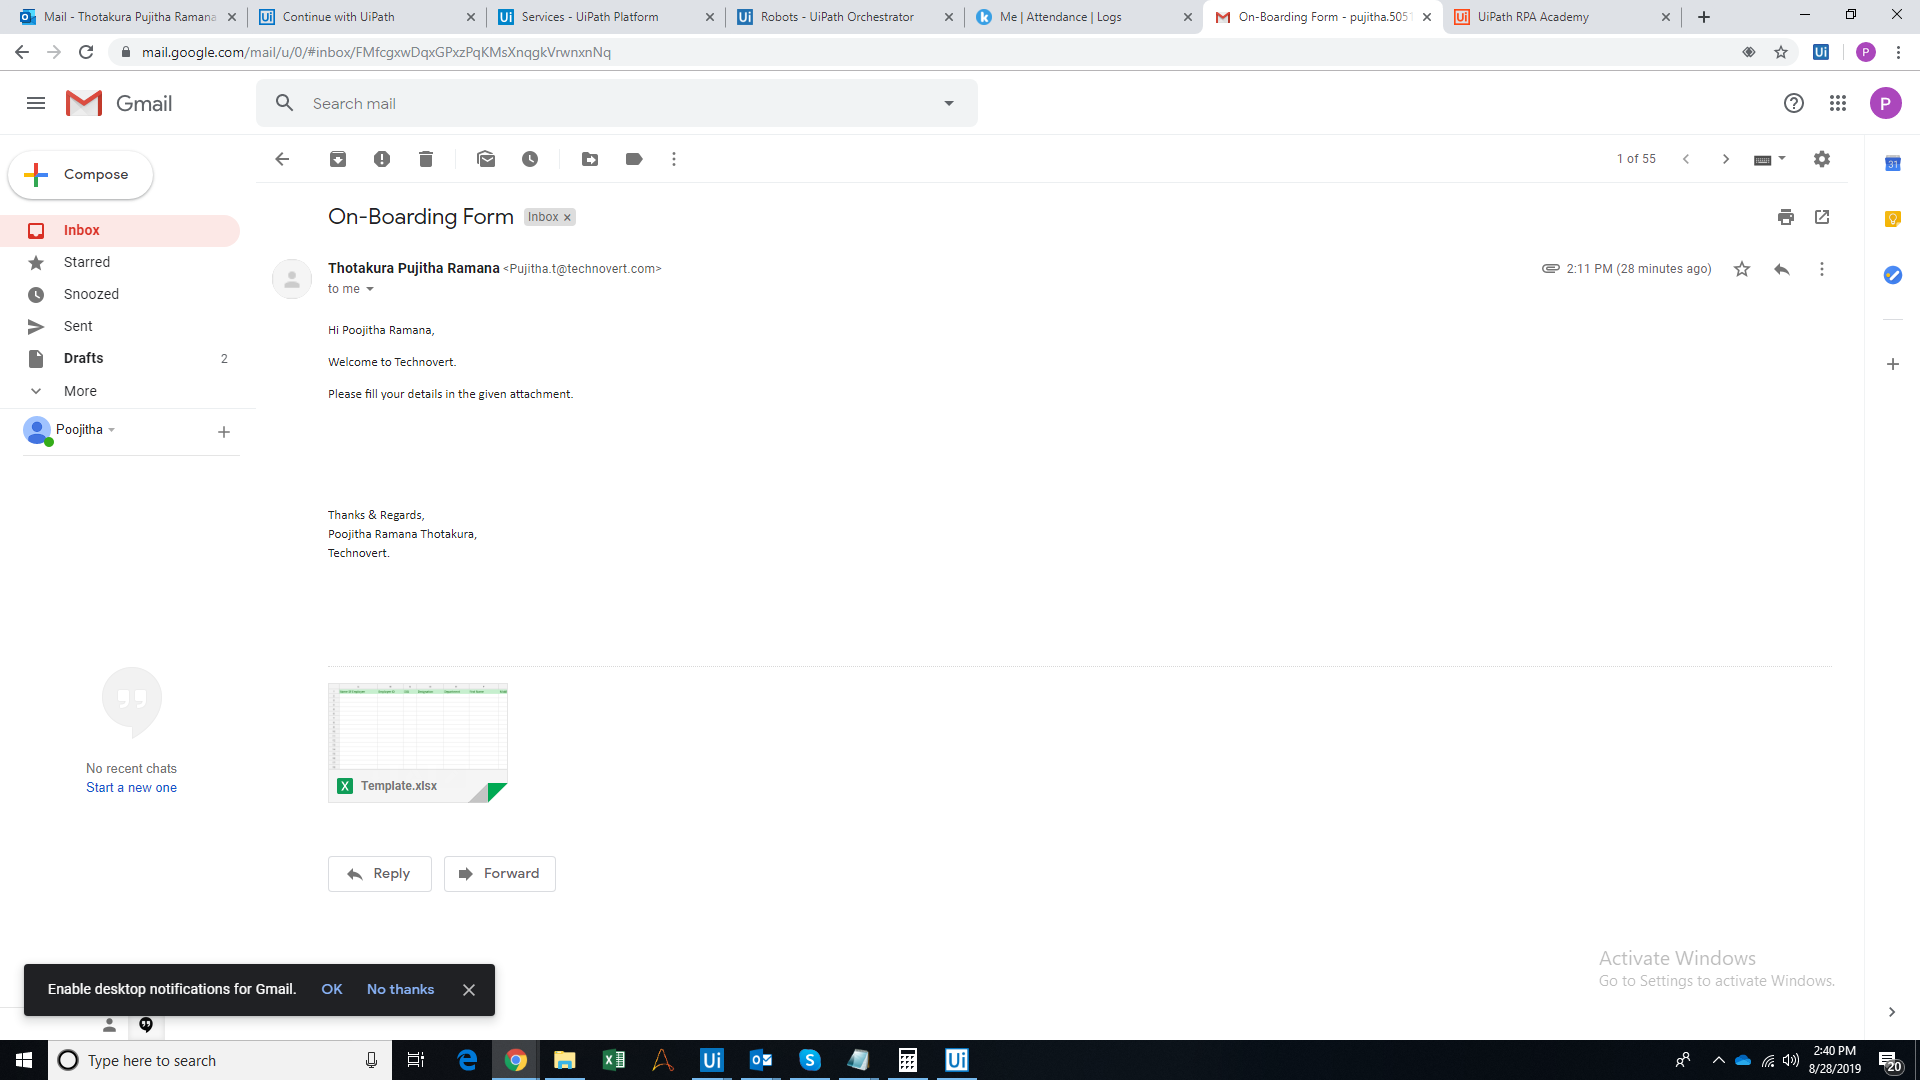 Mail - Thotakura Pujitha Ramana
Continue with UiPath
Services - UiPath Platform
Robots - UiPath Orchestrator
Me | Attendance | Logs
On-Boarding Form - pujitha.5051
UiPath RPA Academy
mail.google.com/mail/u/0/#inbox/FMfcgxwDqxGPxzPqKMsXnqgkVrwnxnNq
Gmail
Search mail
P
Compose
1 of 55
Inbox
Starred
Snoozed
Sent
Drafts 2
More
Poojitha
On-Boarding Form Inbox x
Thotakura Pujitha Ramana <Pujitha.t@technovert.com>
2:11 PM (28 minutes ago)
to me
Hi Poojitha Ramana,
Welcome to Technovert.
Please fill your details in the given attachment.
Thanks & Regards,
Poojitha Ramana Thotakura,
Technovert.
Template.xlsx
No recent chats
Start a new one
Reply
Forward
Activate Windows
Go to Settings to activate Windows.
Enable desktop notifications for Gmail. OK No thanks
Type here to search
2:40 PM
8/28/2019
20